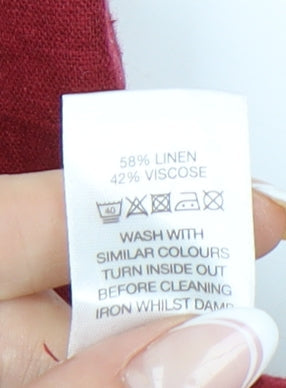 58% LINEN
42% VISCOSE
40
WASH WITH
SIMILAR COLOURS
TURN INSIDE OUT
BEFORE CLEANING
IRON WHILST DAMP